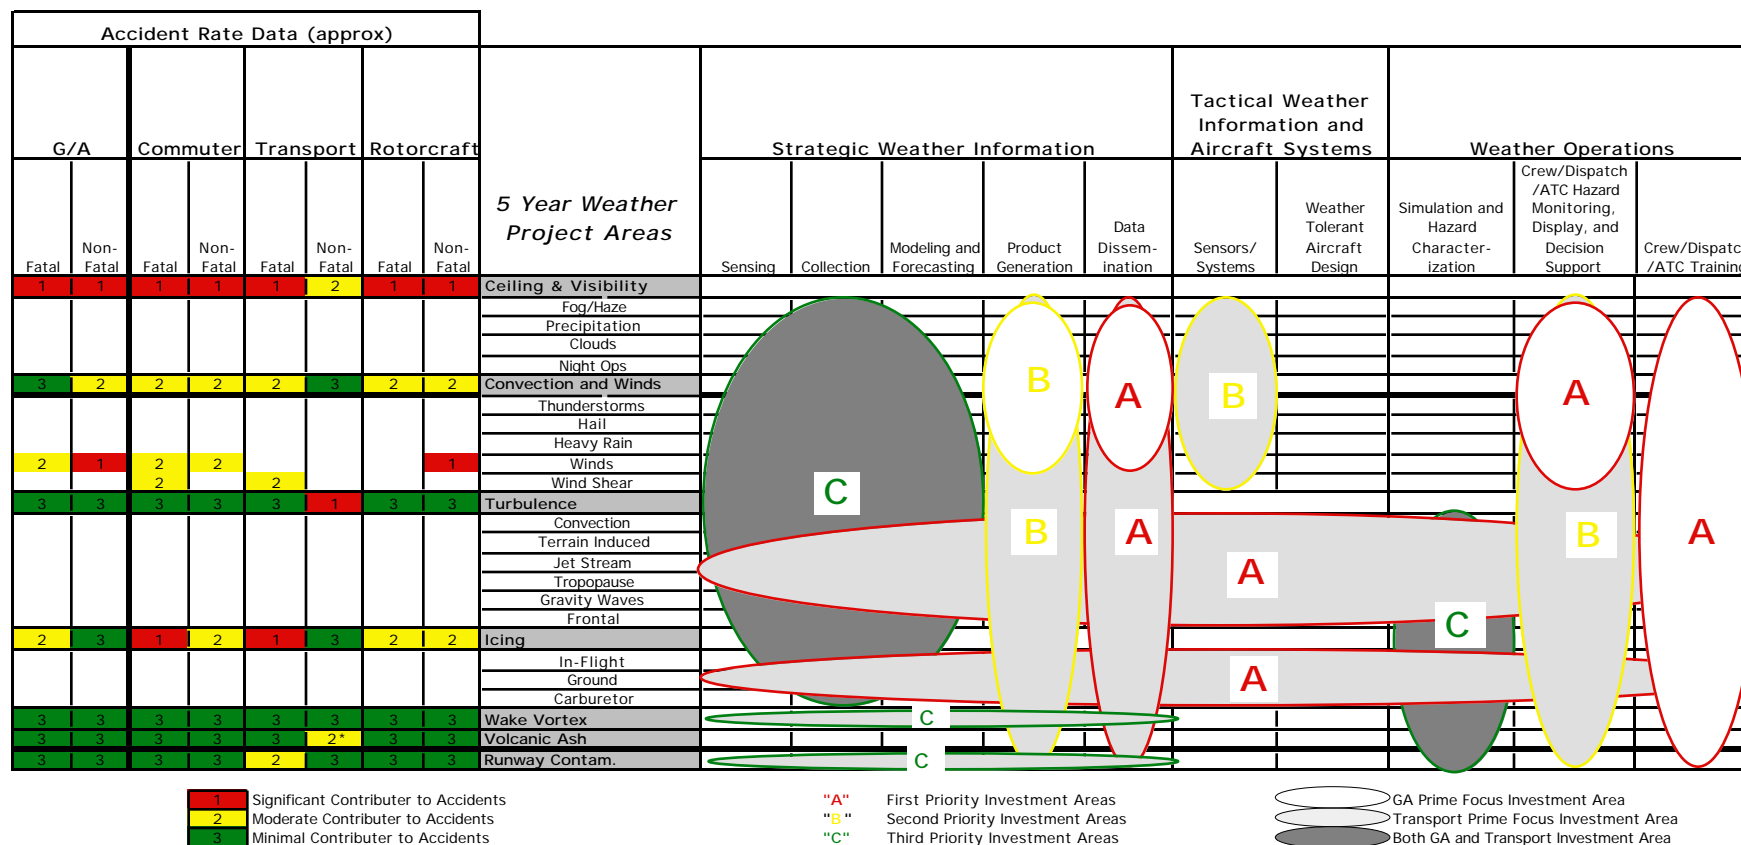 Accident Rate Data (approx)
Tactical Weather
Information and
Aircraft Systems
G/A Commuter Transport Rotorcraft
Strategic Weather Information
Weather Operations
5 Year Weather
Project Areas
Fatal
Non-
Fatal
Fatal
Non-
Fatal
Fatal
Non-
Fatal
Fatal
Non-
Fatal
Sensing
Collection
Modeling and
Forecasting
Product
Generation
Data
Dissem-
ination
Sensors/
Systems
Weather
Tolerant
Aircraft
Design
Simulation and
Hazard
Character-
ization
Crew/Dispatch
/ATC Hazard
Monitoring,
Display, and
Decision
Support
Crew/Dispatc
/ATC Training
1 1 1 1 1 2 1 1 Ceiling & Visibility
Fog/Haze
Precipitation
Clouds
Night Ops
3 2 2 2 2 3 2 2 Convection and Winds
B
A
B
A
Thunderstorms
Hail
Heavy Rain
2 1 2 2 1 Winds
2 2 Wind Shear
C
3 3 3 3 3 1 3 3 Turbulence
Convection
Terrain Induced
B
A
B
A
Jet Stream
A
Tropopause
Gravity Waves
Frontal
C
2 3 1 2 1 3 2 2 Icing
In-Flight
Ground
A
Carburetor
3 3 3 3 3 3 3 3 Wake Vortex
C
3 3 3 3 3 2* 3 3 Volcanic Ash
3 3 3 3 2 3 3 3 Runway Contam.
C
1 Significant Contributer to Accidents
2 Moderate Contributer to Accidents
3 Minimal Contributer to Accidents
"A" First Priority Investment Areas
"B" Second Priority Investment Areas
"C" Third Priority Investment Areas
GA Prime Focus Investment Area
Transport Prime Focus Investment Area
Both GA and Transport Investment Area